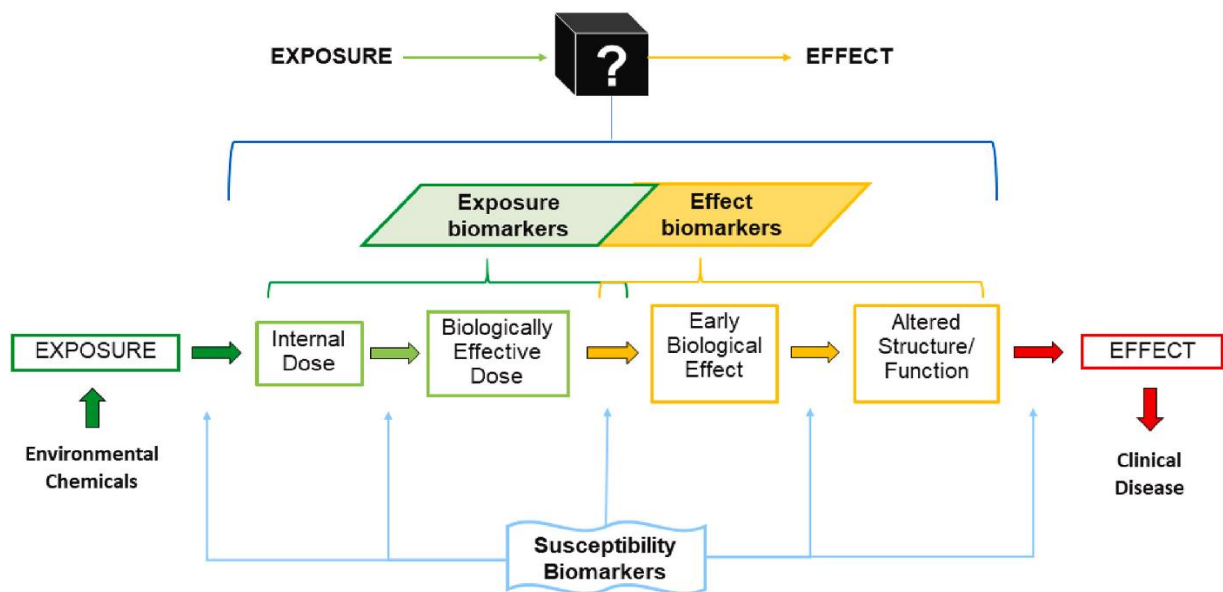 EXPOSURE
?
EFFECT
Exposure
biomarkers
Effect
biomarkers
EXPOSURE
Internal
Dose
Biologically
Effective
Dose
Early
Biological
Effect
Altered
Structure/
Function
EFFECT
Environmental
Chemicals
Clinical
Disease
Susceptibility
Biomarkers